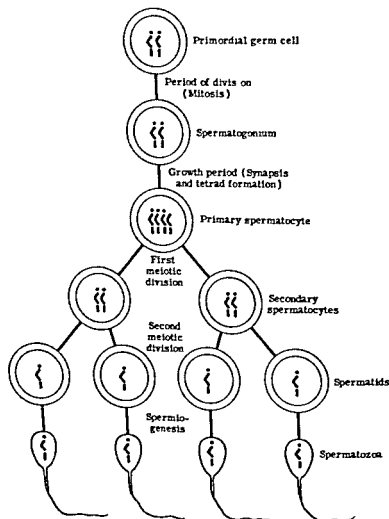 Primordial germ cell
Period of divis on
(Mitosis)
Spermatogonium
Growth period (Synapsis
and tetrad formation)
Primary spermatocyte
First
meiotic
division
Secondary
spermatocytes
Second
meiotic
division
Spermatids
Spermio-
genesis
Spermatozoa